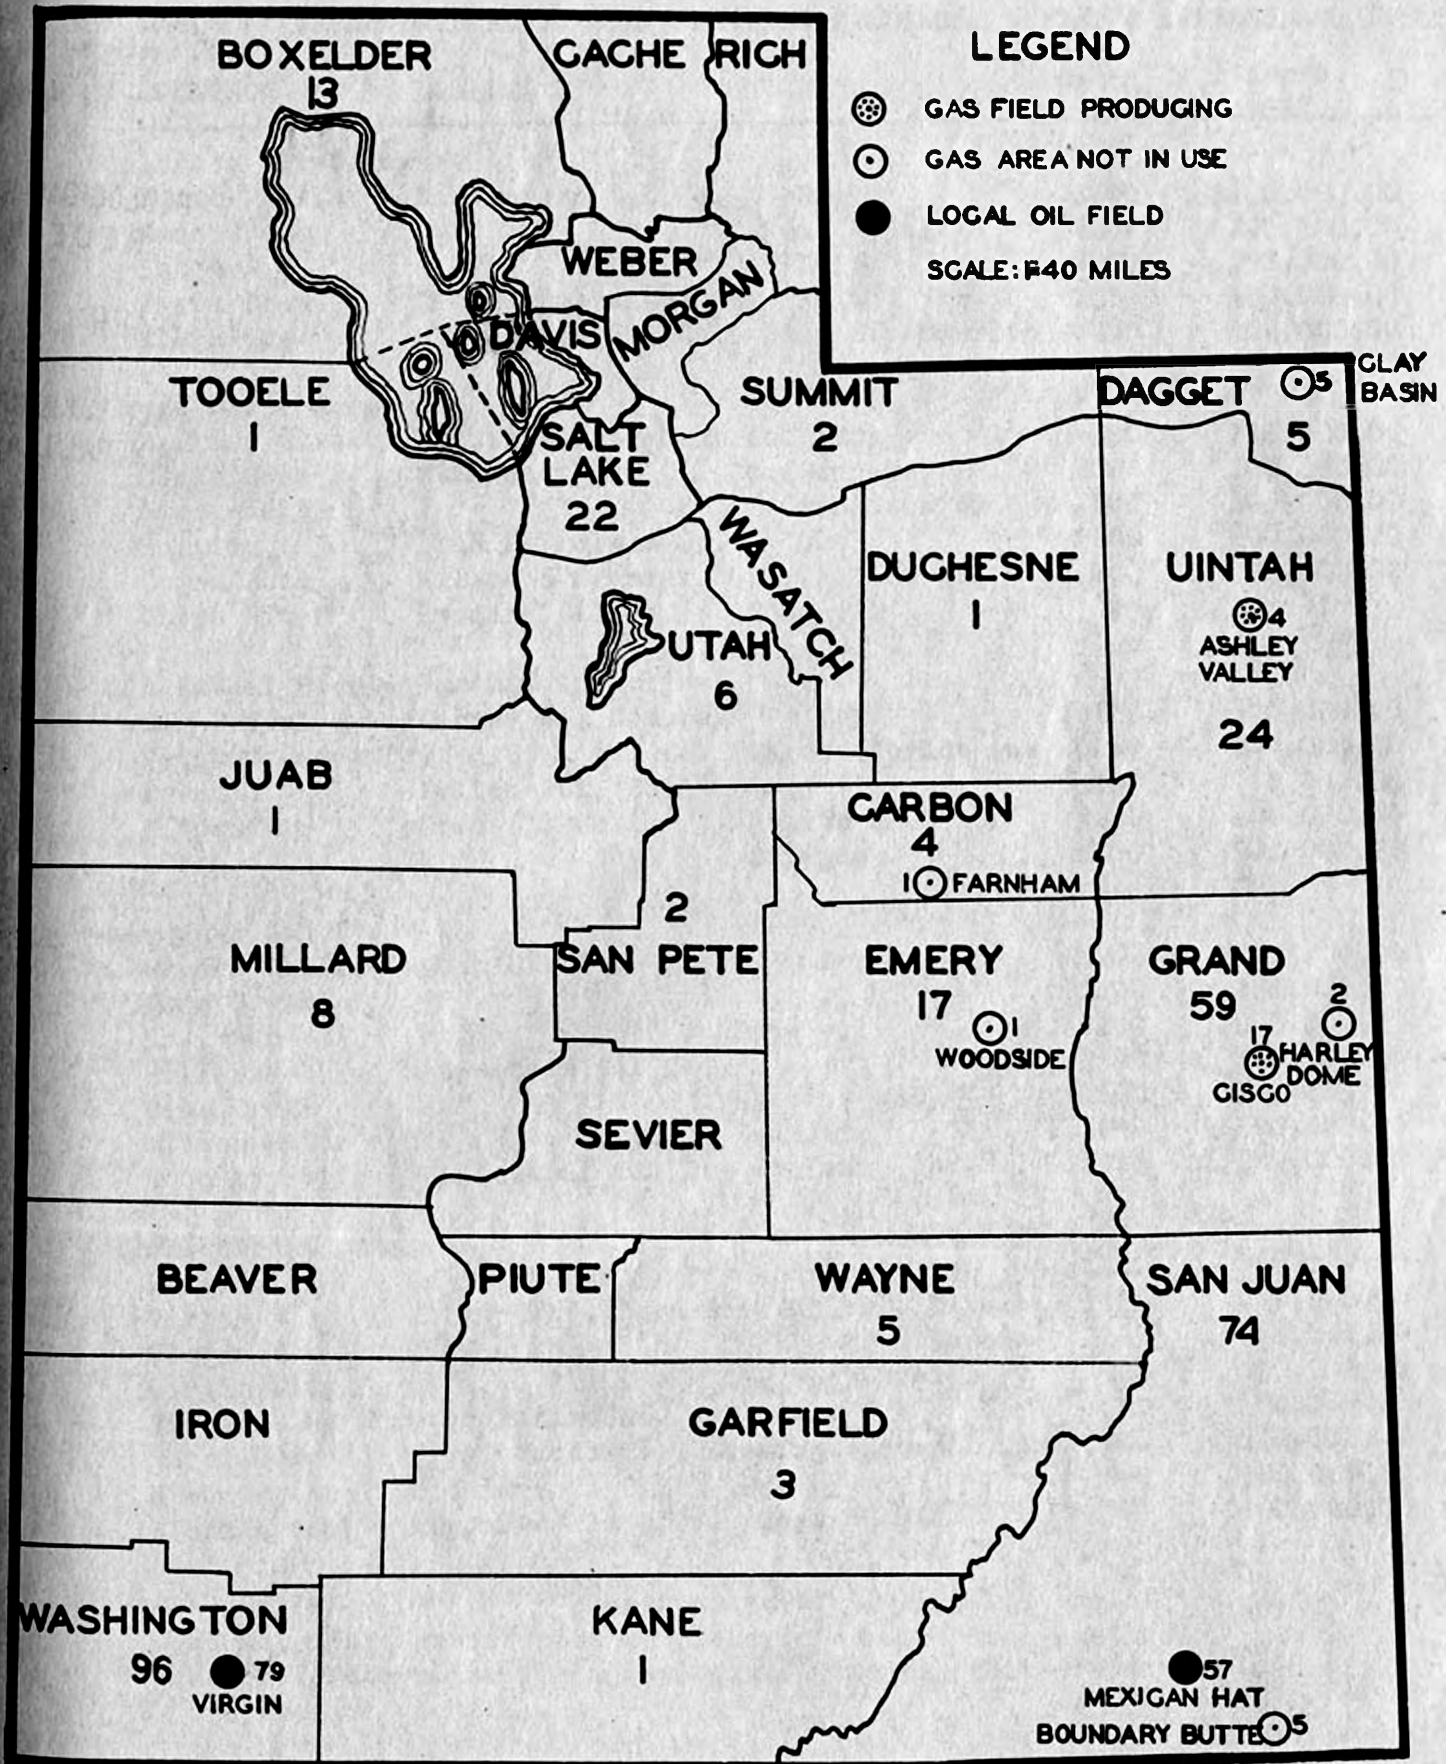 BOXELDER
13
CACHE
RICH
LEGEND
GAS FIELD PRODUCING
GAS AREA NOT IN USE
LOCAL OIL FIELD
SCALE: 1"=40 MILES
WEBER
MORGAN
DAVIS
TOOELE
1
SUMMIT
2
DAGGET
5
5
CLAY
BASIN
SALT
LAKE
22
WASATCH
DUCHESNE
1
UINTAH
4
ASHLEY
VALLEY
24
UTAH
6
JUAB
1
CARBON
4
1 FARNHAM
MILLARD
8
2
SAN PETE
EMERY
17
1
WOODSIDE
GRAND
59
2
HARLEY
DOME
17
CISCO
SEVIER
BEAVER
PIUTE
WAYNE
5
SAN JUAN
74
IRON
GARFIELD
3
WASHINGTON
96
79
VIRGIN
KANE
1
57
MEXICAN HAT
BOUNDARY BUTTE 5